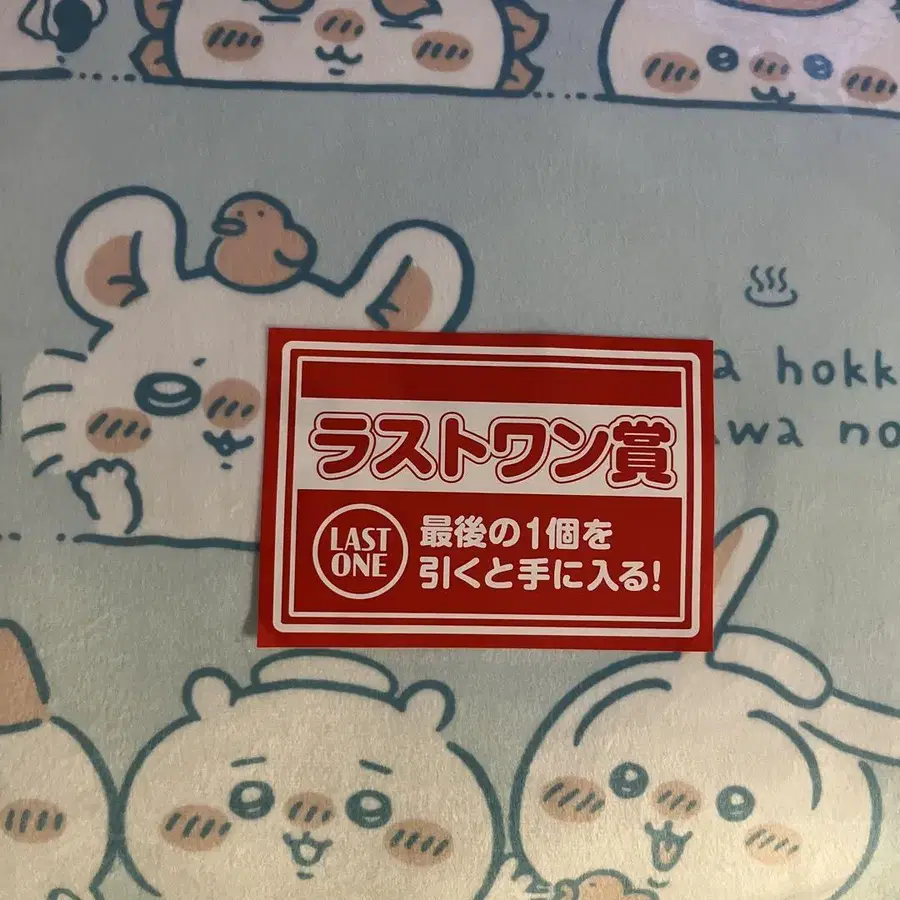 hokk
wa no
ラストワン賞
LAST
ONE
最後の1個を
引くと手に入る!